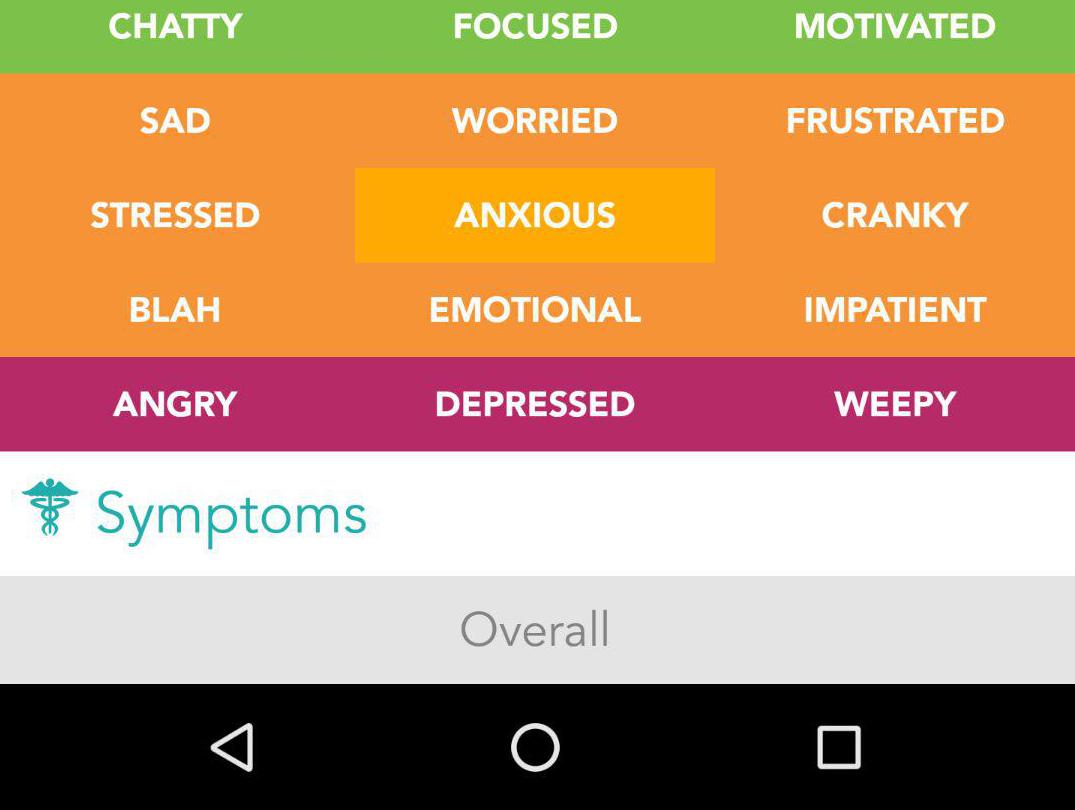 CHATTY FOCUSED MOTIVATED
SAD WORRIED FRUSTRATED
STRESSED ANXIOUS CRANKY
BLAH EMOTIONAL IMPATIENT
ANGRY DEPRESSED WEEPY
Symptoms
Overall